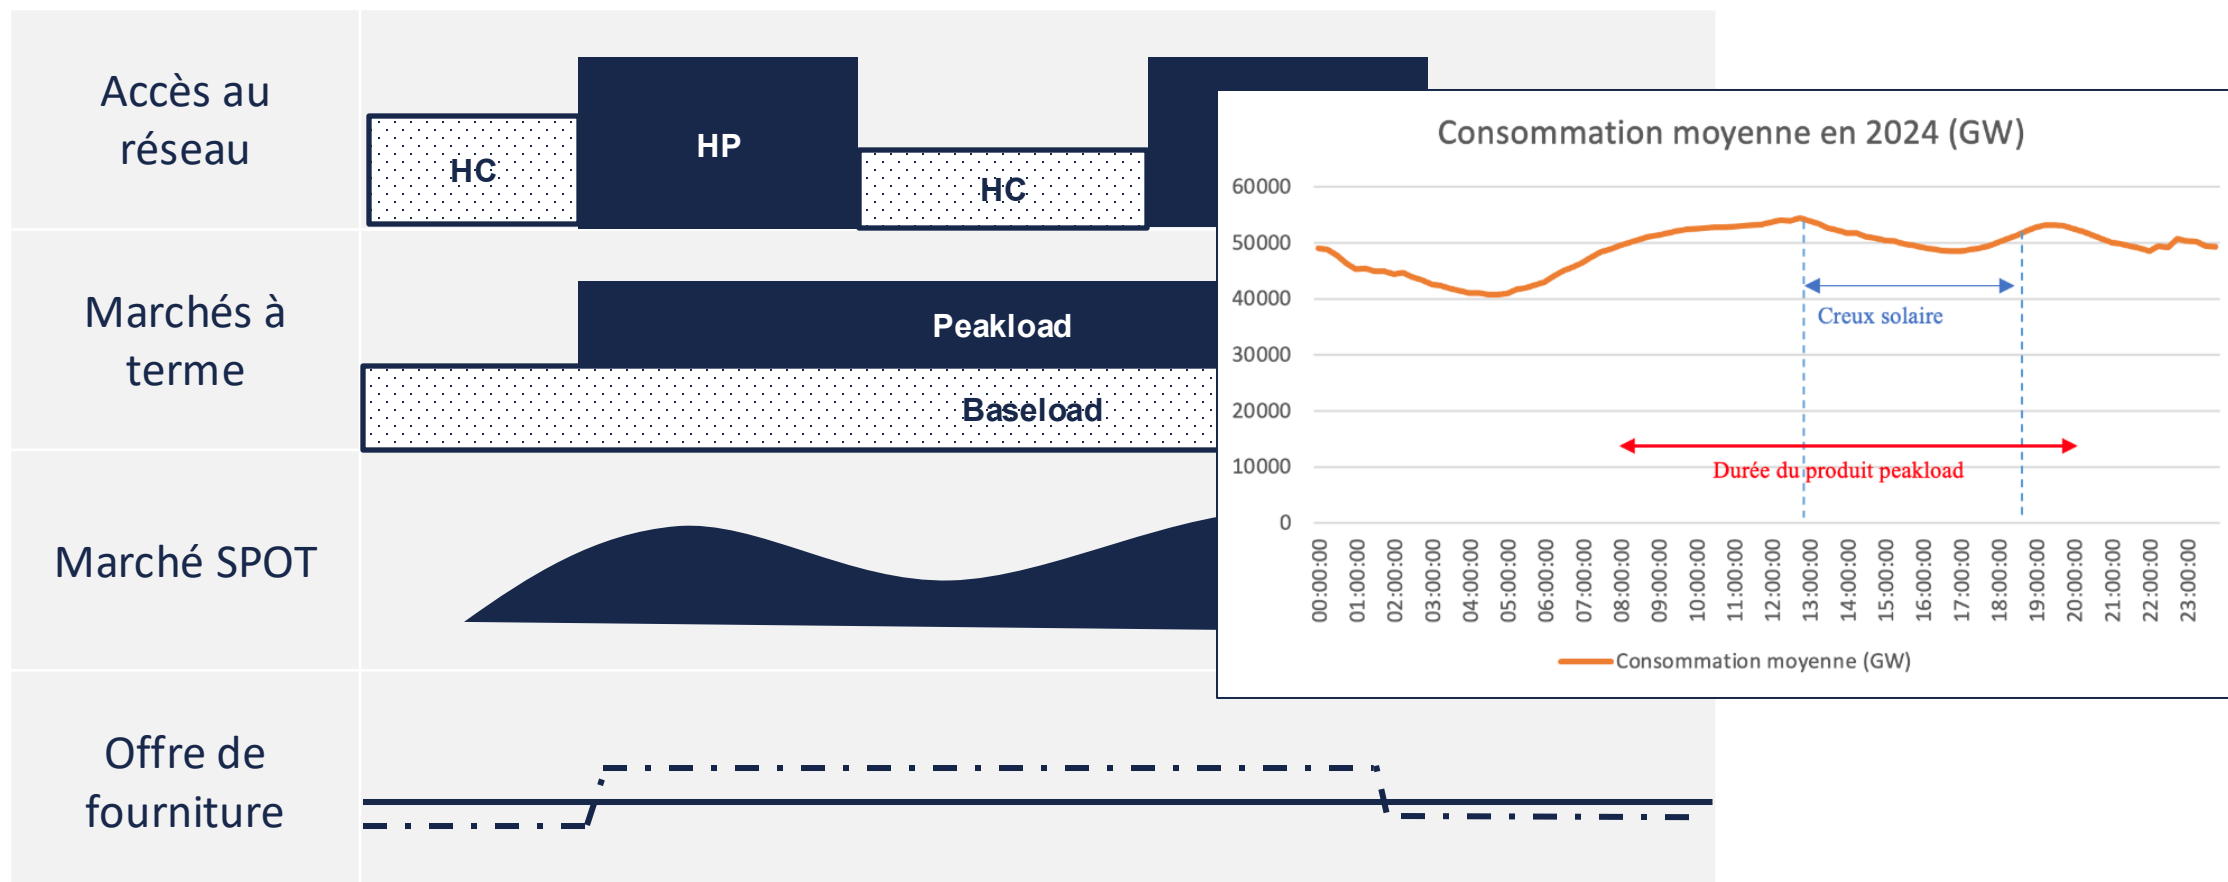 Accès au
réseau
HC
HP
HC
Marchés à
terme
Peakload
Baseload
Marché SPOT
Offre de
fourniture
Consommation moyenne en 2024 (GW)
60000
50000
40000
30000
20000
10000
0
Creux solaire
Durée du produit peakload
00:00:00
01:00:00
02:00:00
03:00:00
04:00:00
05:00:00
06:00:00
07:00:00
08:00:00
09:00:00
10:00:00
11:00:00
12:00:00
13:00:00
14:00:00
15:00:00
16:00:00
17:00:00
18:00:00
19:00:00
20:00:00
21:00:00
22:00:00
23:00:00
Consommation moyenne (GW)